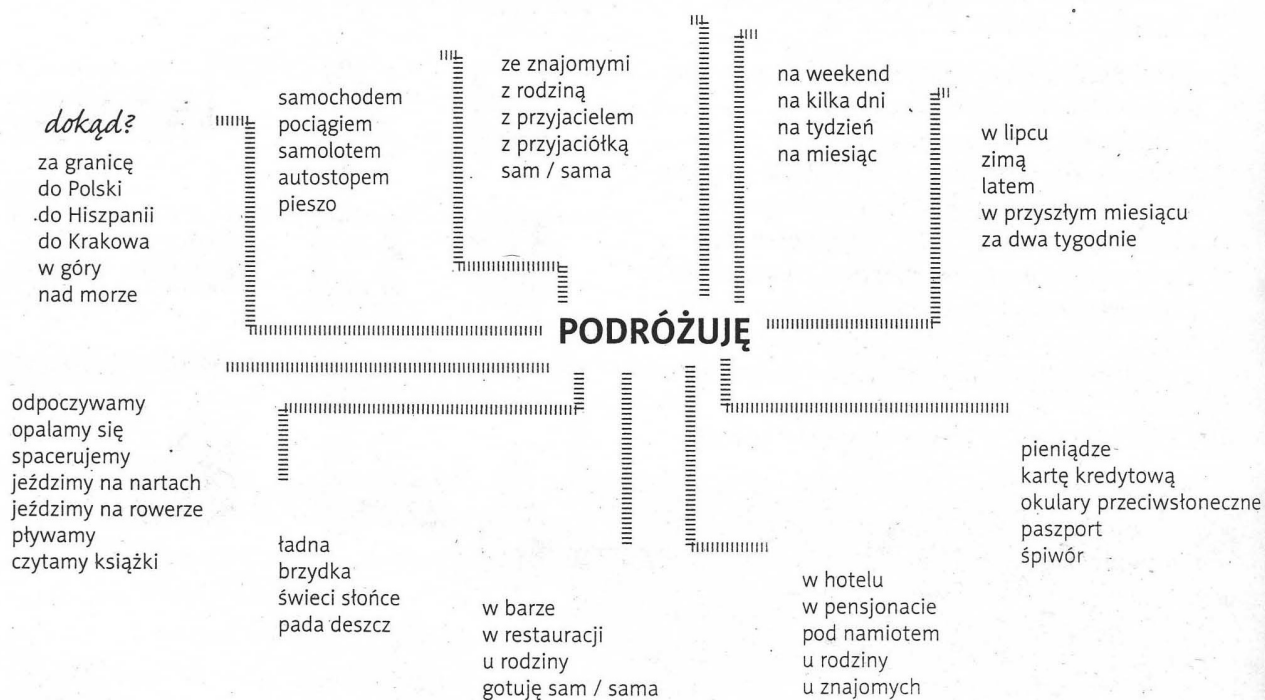 dokąd?
za granicę
do Polski
do Hiszpanii
do Krakowa
w góry
nad morze
samochodem
pociągiem
samolotem
autostopem
pieszo
ze znajomymi
z rodziną
z przyjacielem
z przyjaciółką
sam / sama
na weekend
na kilka dni
na tydzień
na miesiąc
w lipcu
zimą
latem
w przyszłym miesiącu
za dwa tygodnie
PODRÓŻUJĘ
odpoczywamy
opalamy się
spacerujemy
jeździmy na nartach
jeździmy na rowerze
pływamy
czytamy książki
ładna
brzydka
świeci słońce
pada deszcz
w barze
w restauracji
u rodziny
gotuję sam / sama
w hotelu
w pensjonacie
pod namiotem
u rodziny
u znajomych
pieniądze
kartę kredytową
okulary przeciwsłoneczne
paszport
śpiwór